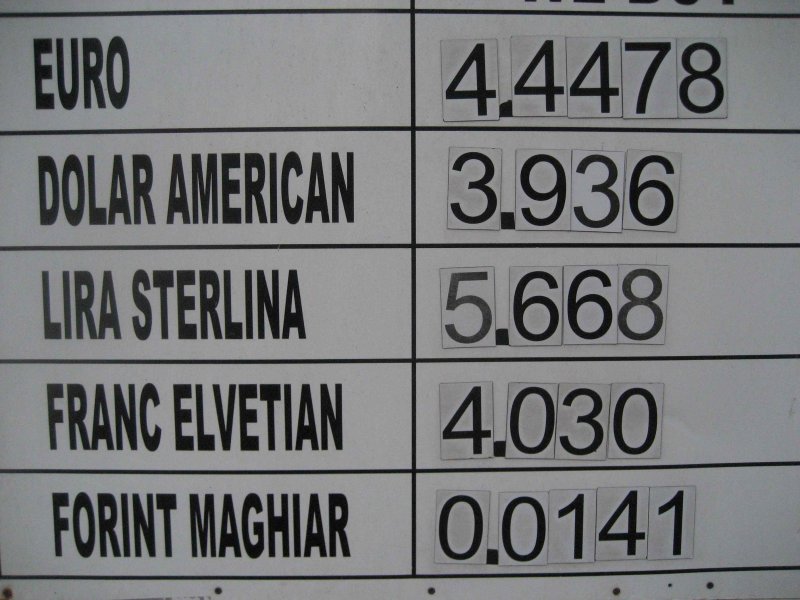 EURO 4.4478
DOLAR AMERICAN 3.936
LIRA STERLINA 5.668
FRANC ELVETIAN 4.030
FORINT MAGHIAR 0.0141